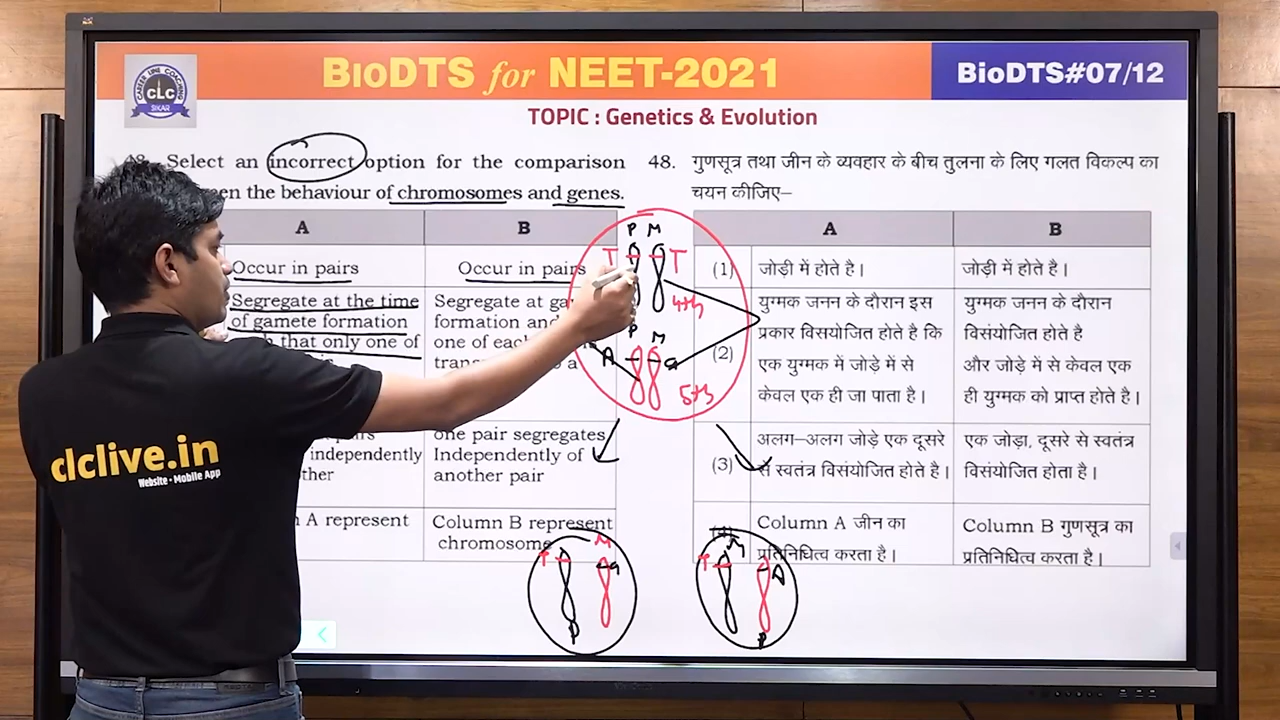 BIODTS for NEET-2021
BioDTS#07/12
CAREER LINE COACHING
CLC
SIKAR
TOPIC : Genetics & Evolution
Select an incorrect option for the comparison
the behaviour of chromosomes and genes.
A B
Occur in pairs Occur in pairs
Segregate at the time
of gamete formation
that only one of
Segregate at
formation and
one of
a
independently
one pair segregates
Independently of
another pair
A represent
Column B represent
chromosome
48. गुणसूत्र तथा जीन के व्यवहार के बीच तुलना के लिए गलत विकल्प का
चयन कीजिए–
A B
(1) जोड़ी में होते है। जोड़ी में होते है।
(2) युग्मक जनन के दौरान इस
प्रकार विसयोजित होते है कि
एक युग्मक में जोड़े में से
केवल एक ही जा पाता है।
युग्मक जनन के दौरान
विसंयोजित होते है
और जोड़े में से केवल एक
ही युग्मक को प्राप्त होते है।
(3) अलग–अलग जोड़े एक दूसरे
से स्वतंत्र विसंयोजित होते है।
एक जोड़ा, दूसरे से स्वतंत्र
विसंयोजित होता है।
Column A जीन का
प्रतिनिधित्व करता है।
Column B गुणसूत्र का
प्रतिनिधित्व करता है।
P M
T T
4th
P M
A a
5th
T M
a
P
T M
A
P
clclive.in
Website • Mobile App